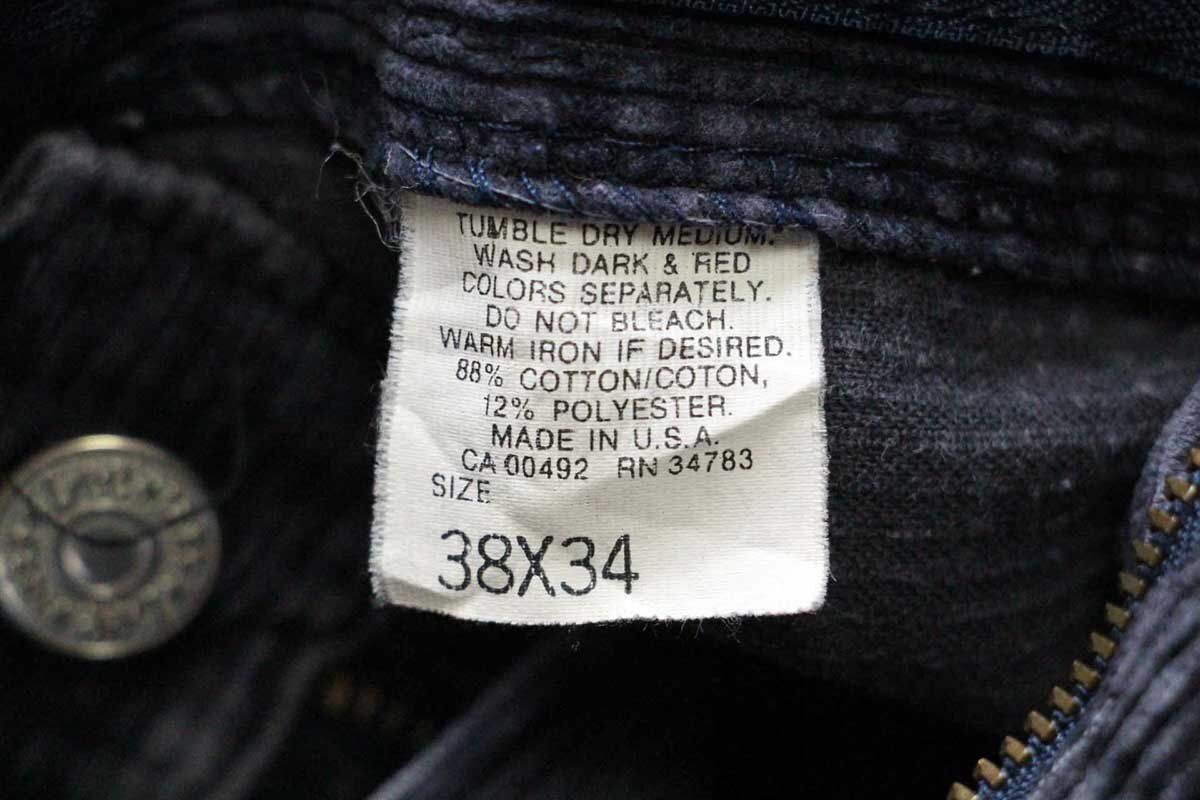 TUMBLE DRY MEDIUM.
WASH DARK & RED
COLORS SEPARATELY.
DO NOT BLEACH.
WARM IRON IF DESIRED.
88% COTTON/COTON,
12% POLYESTER.
MADE IN U.S.A.
CA 00492 RN 34783
SIZE
38X34